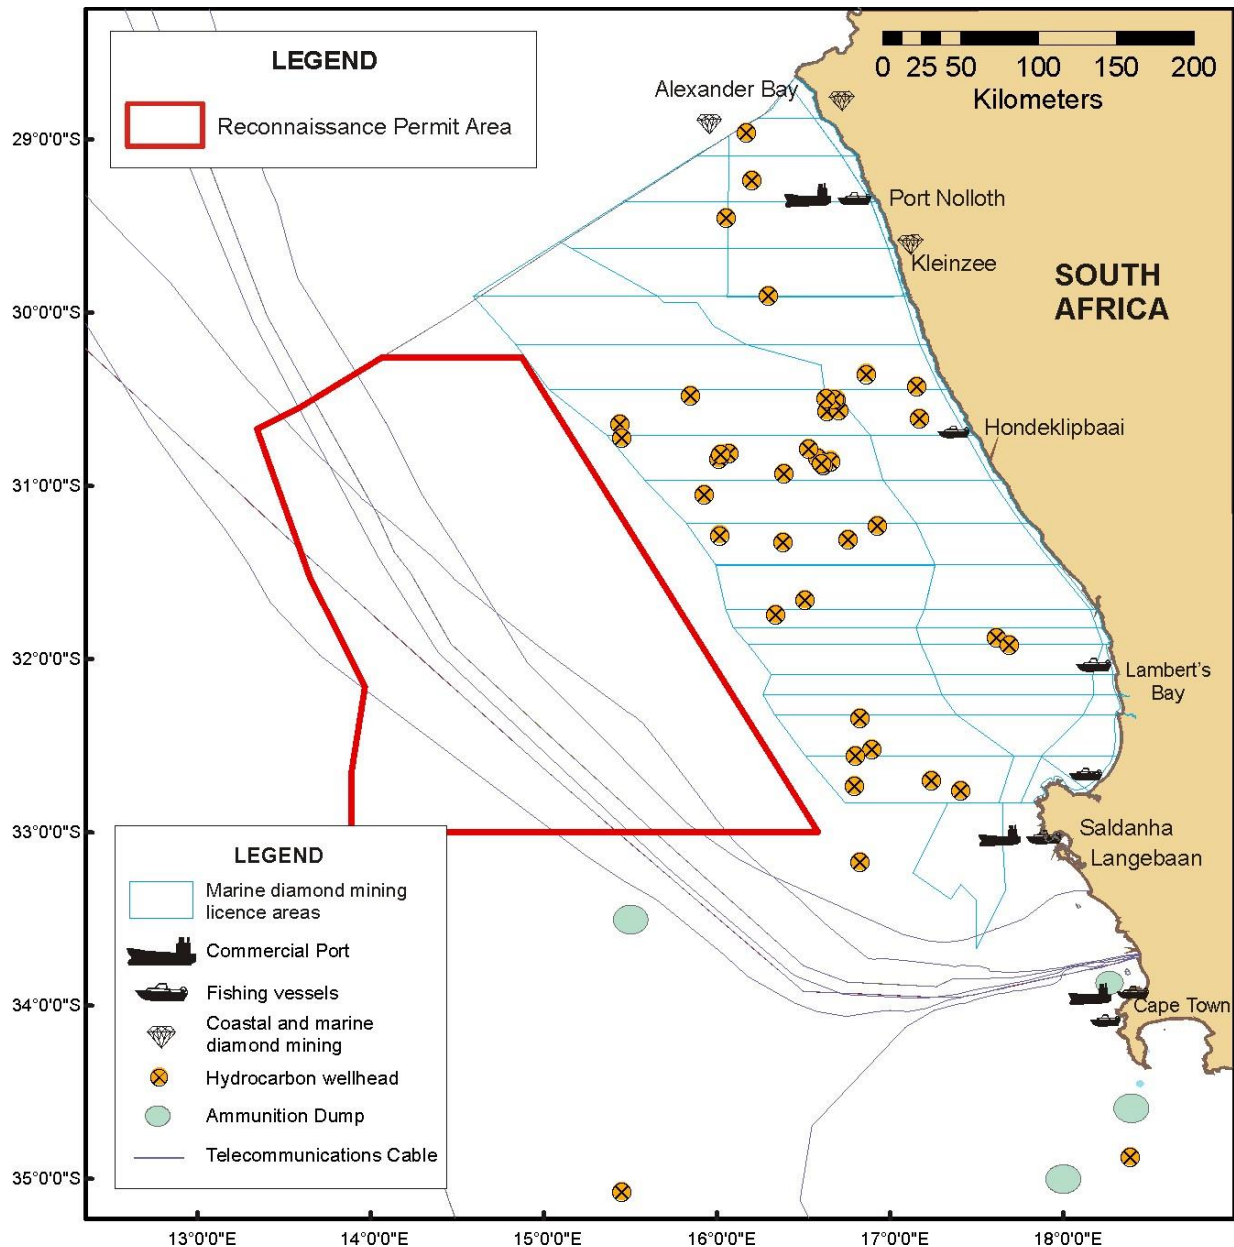 LEGEND
Reconnaissance Permit Area
0 25 50 100 150 200
Kilometers
Alexander Bay
Port Nolloth
Kleinzee
SOUTH
AFRICA
Hondeklipbaai
Lambert's
Bay
Saldanha
Langebaan
Cape Town
29°0'0"S
30°0'0"S
31°0'0"S
32°0'0"S
33°0'0"S
34°0'0"S
35°0'0"S
LEGEND
Marine diamond mining
licence areas
Commercial Port
Fishing vessels
Coastal and marine
diamond mining
Hydrocarbon wellhead
Ammunition Dump
Telecommunications Cable
13°0'0"E
14°0'0"E
15°0'0"E
16°0'0"E
17°0'0"E
18°0'0"E